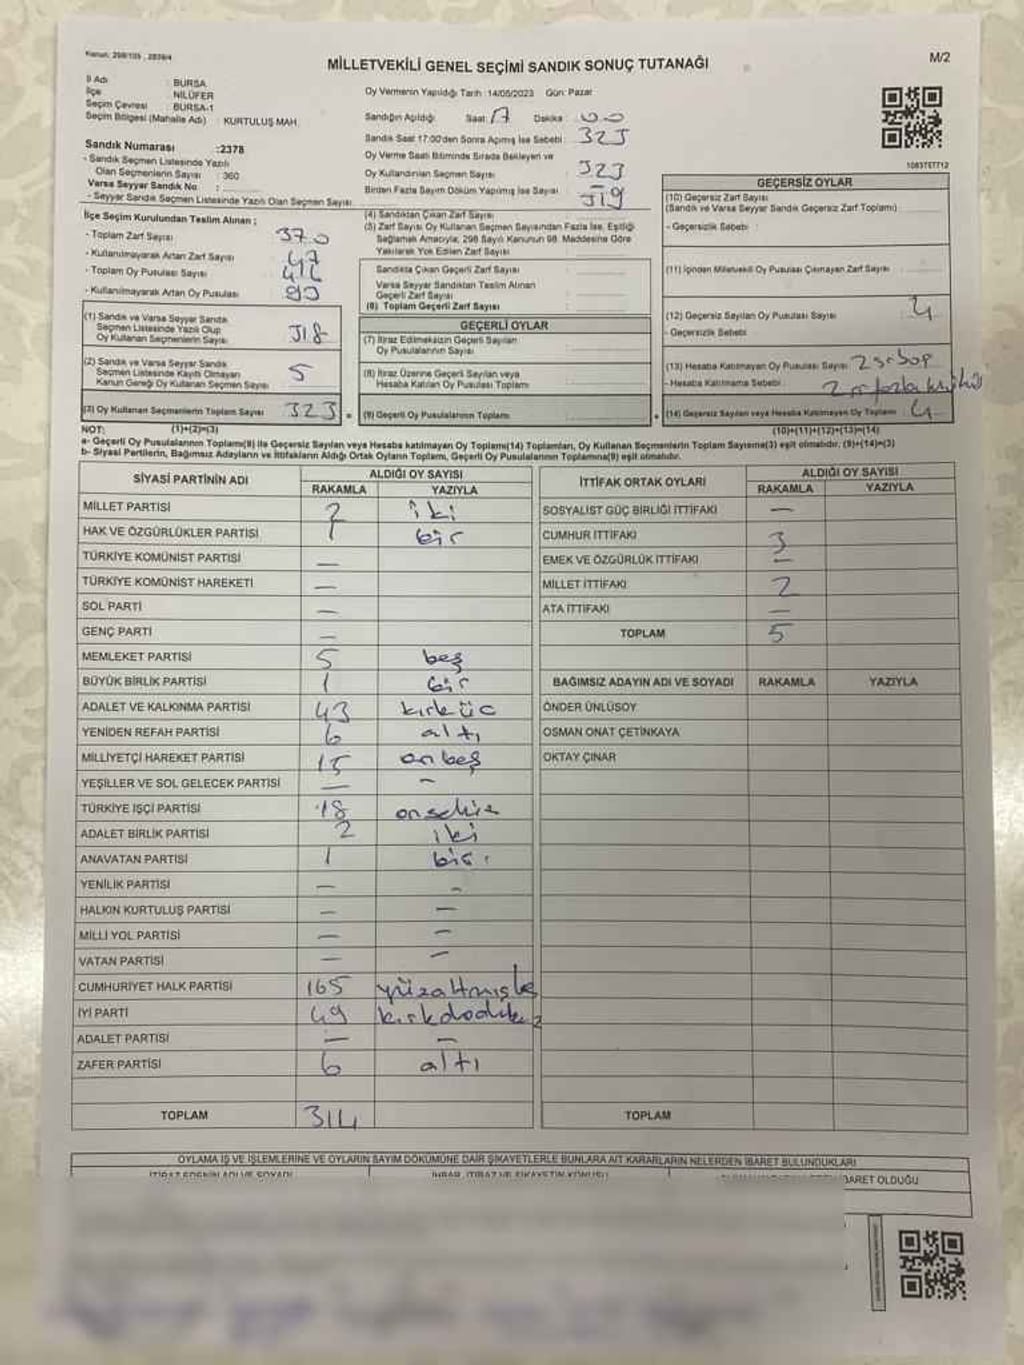 Kanun: 298/105 , 2839/4
MİLLETVEKİLİ GENEL SEÇİMİ SANDIK SONUÇ TUTANAĞI
M/2
İl Adı : BURSA
İlçe : NİLÜFER
Seçim Çevresi : BURSA-1
Seçim Bölgesi (Mahalle Adı) : KURTULUŞ MAH.
Sandık Numarası :2378
- Sandık Seçmen Listesinde Yazılı
Olan Seçmenlerin Sayısı : 360
Varsa Seyyar Sandık No :
- Seyyar Sandık Seçmen Listesinde Yazılı Olan Seçmen Sayısı
Oy Vermenin Yapıldığı Tarih :14/05/2023 Gün: Pazar
Sandığın Açıldığı Saat: 17 Dakika : 00
Sandık Saat 17:00'den Sonra Açımış İse Sebebi : 323
Oy Verme Saati Bitiminde Sırada Bekleyen ve
Oy Kullandırılan Seçmen Sayısı : 323
Birden Fazla Sayım Döküm Yapılmış İse Sayısı : 319
1083757712
İlçe Seçim Kurulundan Teslim Alınan ;
- Toplam Zarf Sayısı 370
- Kullanılmayarak Artan Zarf Sayısı 47
- Toplam Oy Pusulası Sayısı 416
- Kullanılmayarak Artan Oy Pusulası 93
(1) Sandık ve Varsa Seyyar Sandık
Seçmen Listesinde Yazılı Olup
Oy Kullanan Seçmenlerin Sayısı 318
(2) Sandık ve Varsa Seyyar Sandık
Seçmen Listesinde Kayıtlı Olmayan
Kanun Gereği Oy Kullanan Seçmen Sayısı 5
(3) Oy Kullanan Seçmenlerin Toplam Sayısı 323 =
(4) Sandıktan Çıkan Zarf Sayısı
(5) Zarf Sayısı Oy Kullanan Seçmen Sayısından Fazla İse, Eşitliği
Sağlamak Amacıyla; 298 Sayılı Kanunun 98. Maddesine Göre
Yakılarak Yok Edilen Zarf Sayısı
Sandıkta Çıkan Geçerli Zarf Sayısı
Varsa Seyyar Sandıktan Teslim Alınan
Geçerli Zarf Sayısı
(6) Toplam Geçerli Zarf Sayısı
GEÇERLİ OYLAR
(7) İtiraz Edilmeksizin Geçerli Sayılan
Oy Pusulalarının Sayısı
(8) İtiraz Üzerine Geçerli Sayılan veya
Hesaba Katılan Oy Pusulası Toplamı
(9) Geçerli Oy Pusulalarının Toplamı +
GEÇERSİZ OYLAR
(10) Geçersiz Zarf Sayısı
(Sandık ve Varsa Seyyar Sandık Geçersiz Zarf Toplamı)
- Geçersizlik Sebebi :
(11) İçinden Milletvekili Oy Pusulası Çıkmayan Zarf Sayısı
(12) Geçersiz Sayılan Oy Pusulası Sayısı 4
- Geçersizlik Sebebi
(13) Hesaba Katılmayan Oy Pusulası Sayısı
- Hesaba Katılmama Sebebi
(14) Geçersiz Sayılan veya Hesaba Katılmayan Oy Toplamı 4
NOT: (1)+(2)=(3) (10)+(11)+(12)+(13)=(14)
a- Geçerli Oy Pusulalarının Toplamı(9) ile Geçersiz Sayılan veya Hesaba katılmayan Oy Toplamı(14) Toplamları, Oy Kullanan Seçmenlerin Toplam Sayısına(3) eşit olmalıdır. (9)+(14)=(3)
b- Siyasi Partilerin, Bağımsız Adayların ve İttifakların Aldığı Ortak Oyların Toplamı, Geçerli Oy Pusulalarının Toplamına(9) eşit olmalıdır.
SİYASİ PARTİNİN ADI ALDIĞI OY SAYISI
RAKAMLA YAZIYLA
MİLLET PARTİSİ 2 iki
HAK VE ÖZGÜRLÜKLER PARTİSİ 1 bir
TÜRKİYE KOMÜNİST PARTİSİ —
TÜRKİYE KOMÜNİST HAREKETİ —
SOL PARTİ —
GENÇ PARTİ —
MEMLEKET PARTİSİ 5 beş
BÜYÜK BİRLİK PARTİSİ 1 bir
ADALET VE KALKINMA PARTİSİ 43 kırküc
YENİDEN REFAH PARTİSİ 6 altı
MİLLİYETÇİ HAREKET PARTİSİ 15 onbeş
YEŞİLLER VE SOL GELECEK PARTİSİ — —
TÜRKİYE İŞÇİ PARTİSİ 18 onsekiz
ADALET BİRLİK PARTİSİ 2 iki
ANAVATAN PARTİSİ 1 bir
YENİLİK PARTİSİ — —
HALKIN KURTULUŞ PARTİSİ — —
MİLLİ YOL PARTİSİ — —
VATAN PARTİSİ — —
CUMHURİYET HALK PARTİSİ 165 yüzaltmışbeş
İYİ PARTİ 49 kırkdokuz
ADALET PARTİSİ — —
ZAFER PARTİSİ 6 altı
TOPLAM 314
İTTİFAK ORTAK OYLARI ALDIĞI OY SAYISI
RAKAMLA YAZIYLA
SOSYALİST GÜÇ BİRLİĞİ İTTİFAKI —
CUMHUR İTTİFAKI 3
EMEK VE ÖZGÜRLÜK İTTİFAKI —
MİLLET İTTİFAKI 2
ATA İTTİFAKI —
TOPLAM 5
BAĞIMSIZ ADAYIN ADI VE SOYADI RAKAMLA YAZIYLA
ÖNDER ÜNLÜSOY
OSMAN ONAT ÇETİNKAYA
OKTAY ÇINAR
TOPLAM
OYLAMA İŞ VE İŞLEMLERİNE VE OYLARIN SAYIM DÖKÜMÜNE DAİR ŞİKAYETLERLE BUNLARA AİT KARARLARIN NELERDEN İBARET BULUNDUKLARI
İTİRAZ EDENİN ADI VE SOYADI İHBAR, İTİRAZ VE ŞİKAYETİN KONUSU BARET OLDUĞU